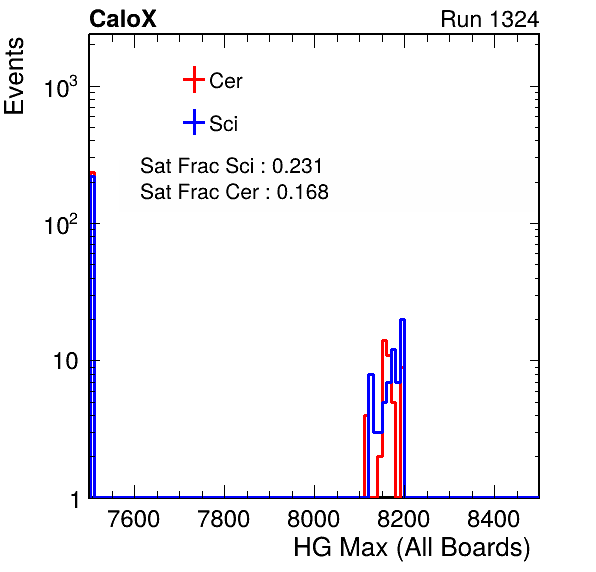 CaloX Run 1324
Events
Cer
Sci
Sat Frac Sci : 0.231
Sat Frac Cer : 0.168
10³
10²
10
1
7600 7800 8000 8200 8400
HG Max (All Boards)